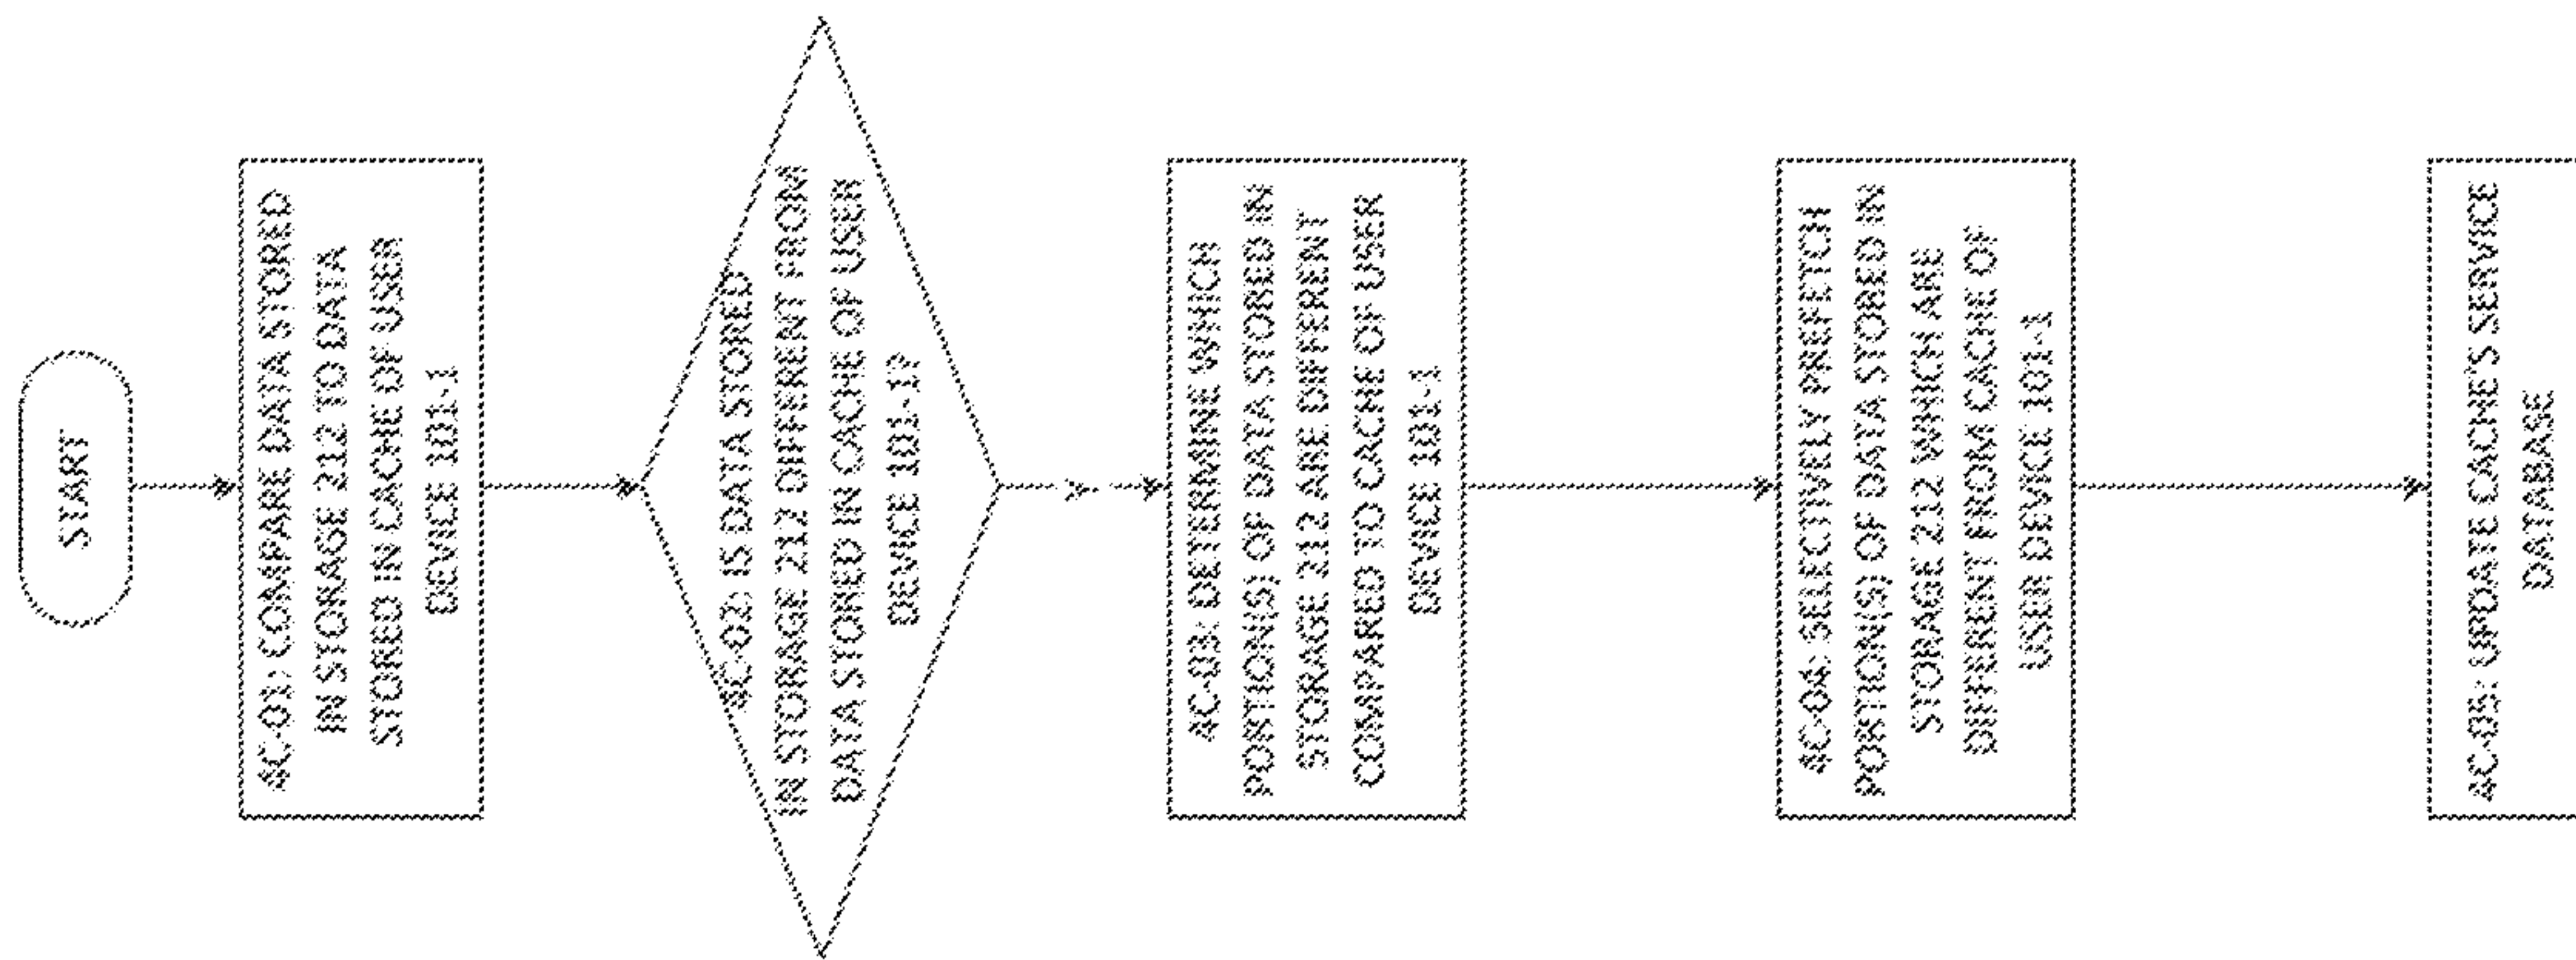 START
4C-01: COMPARE DATA STORED
IN STORAGE 212 TO DATA
STORED IN CACHE OF USER
DEVICE 101-1
4C-02: IS DATA STORED
IN STORAGE 212 DIFFERENT FROM
DATA STORED IN CACHE OF USER
DEVICE 101-1?
Y
4C-03: DETERMINE WHICH
PORTION(S) OF DATA STORED IN
STORAGE 212 ARE DIFFERENT
COMPARED TO CACHE OF USER
DEVICE 101-1
4C-04: SELECTIVELY PREFETCH
PORTION(S) OF DATA STORED IN
STORAGE 212 WHICH ARE
DIFFERENT FROM CACHE OF
USER DEVICE 101-1
4C-05: UPDATE CACHE'S SERVICE
DATABASE